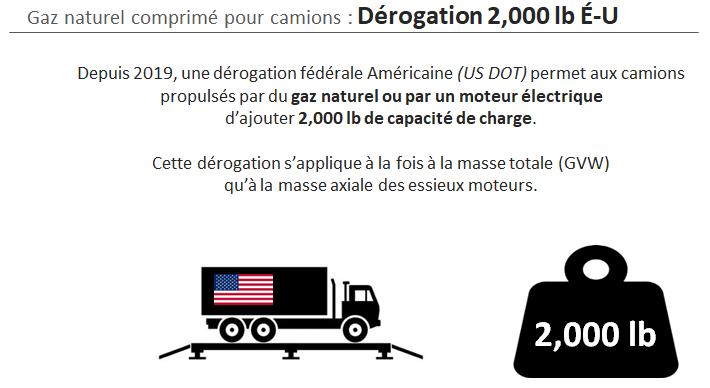 Gaz naturel comprimé pour camions : Dérogation 2,000 lb É-U
Depuis 2019, une dérogation fédérale Américaine (US DOT) permet aux camions
propulsés par du gaz naturel ou par un moteur électrique
d’ajouter 2,000 lb de capacité de charge.
Cette dérogation s’applique à la fois à la masse totale (GVW)
qu’à la masse axiale des essieux moteurs.
2,000 lb